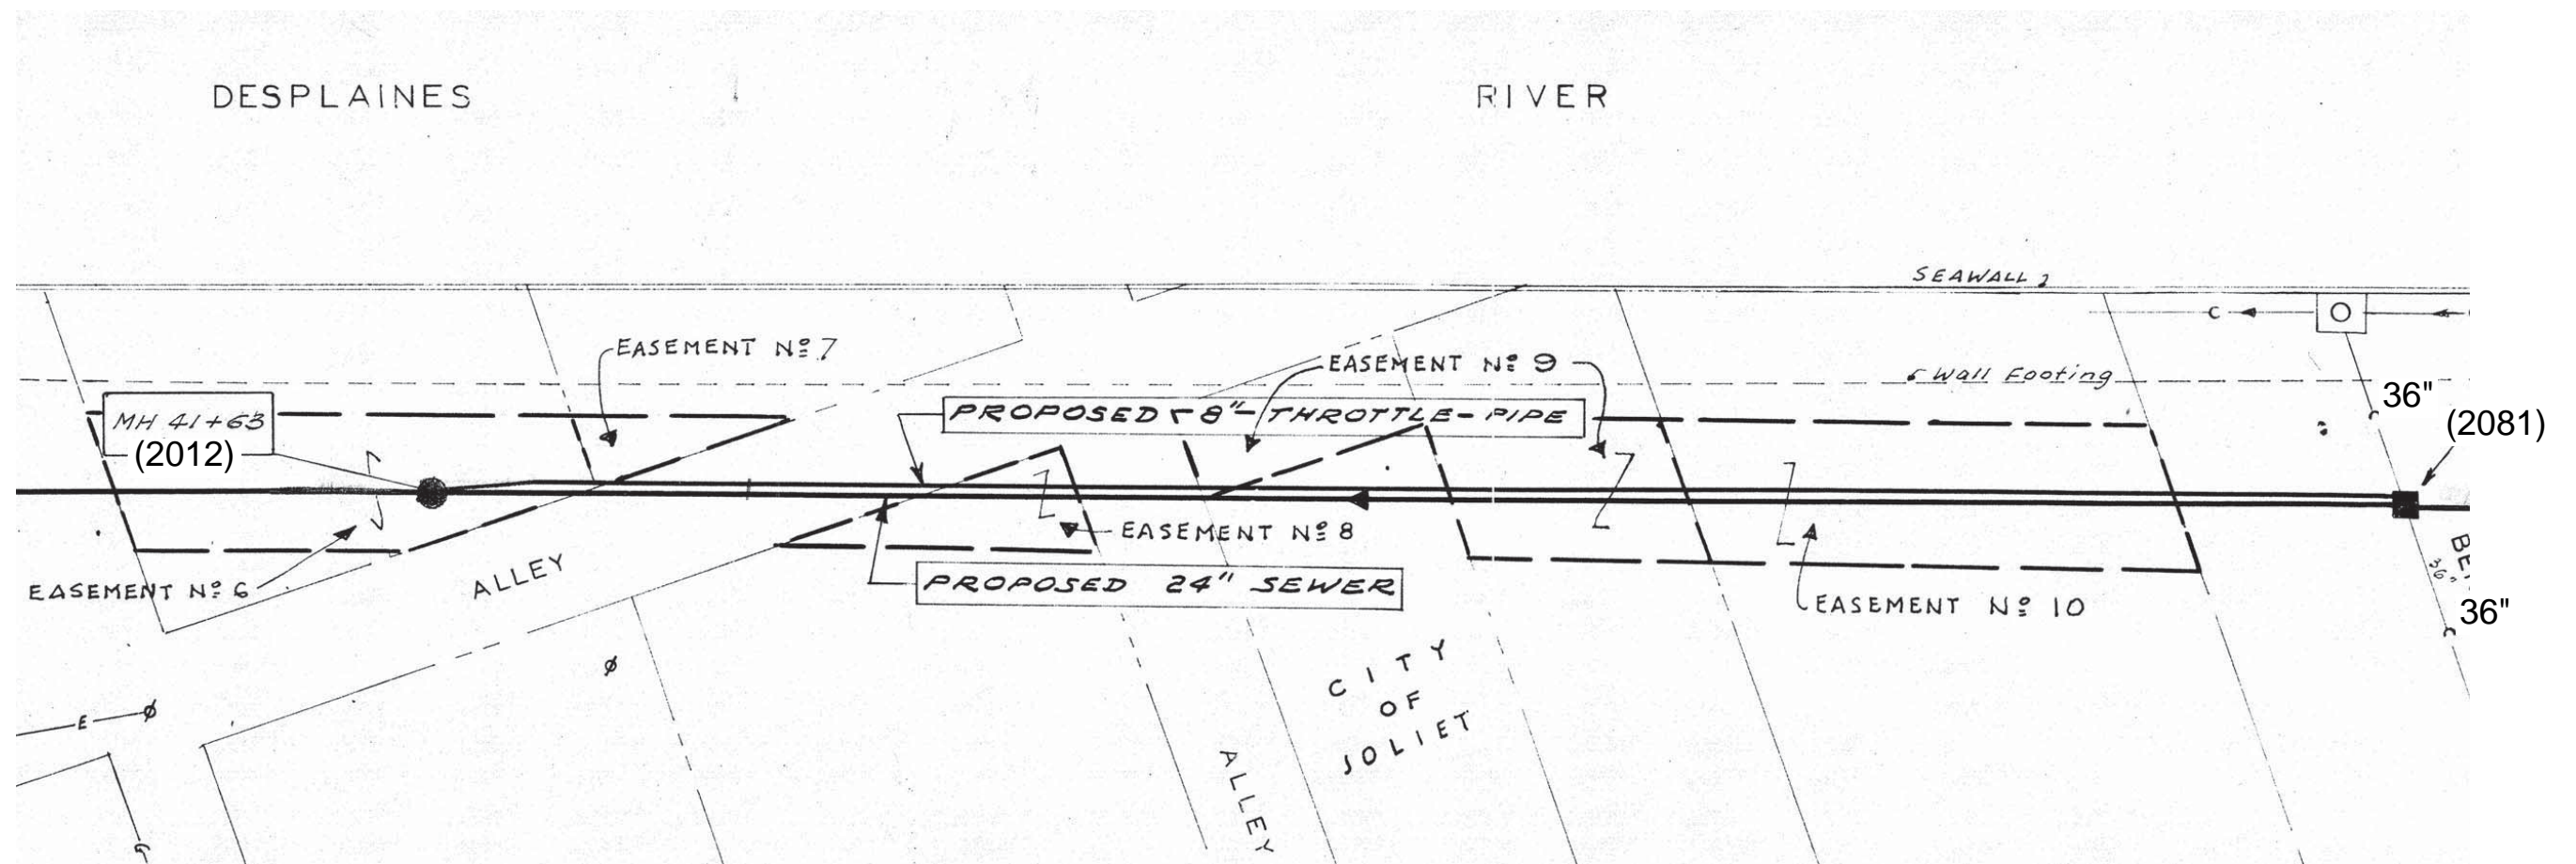 DESPLAINES RIVER
SEAWALL
C
EASEMENT Nº 7
EASEMENT Nº 9
Wall Footing
36"
(2081)
MH 41+63
(2012)
PROPOSED 8" THROTTLE-PIPE
EASEMENT Nº 8
EASEMENT Nº 6
ALLEY
PROPOSED 24" SEWER
EASEMENT Nº 10
36"
36"
CITY
OF
JOLIET
E
ALLEY